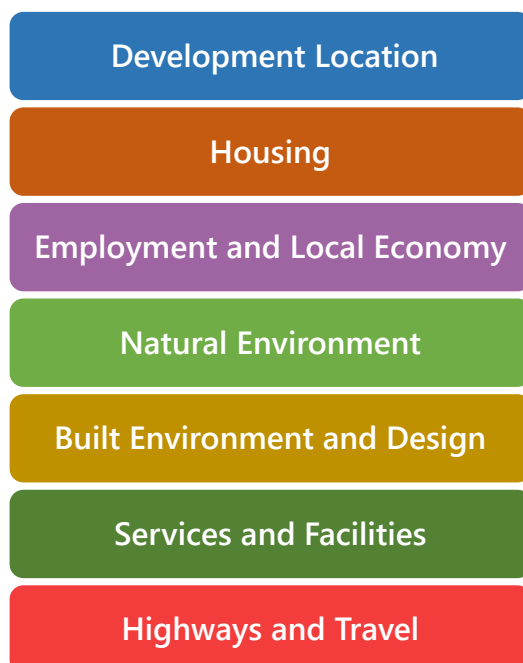 Development Location
Housing
Employment and Local Economy
Natural Environment
Built Environment and Design
Services and Facilities
Highways and Travel